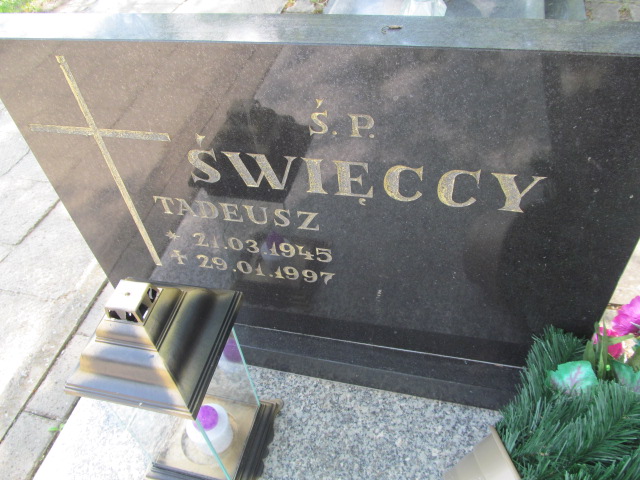 Ś.P.
ŚWIĘCCY
TADEUSZ
* 21.03.1945
✝ 29.01.1997